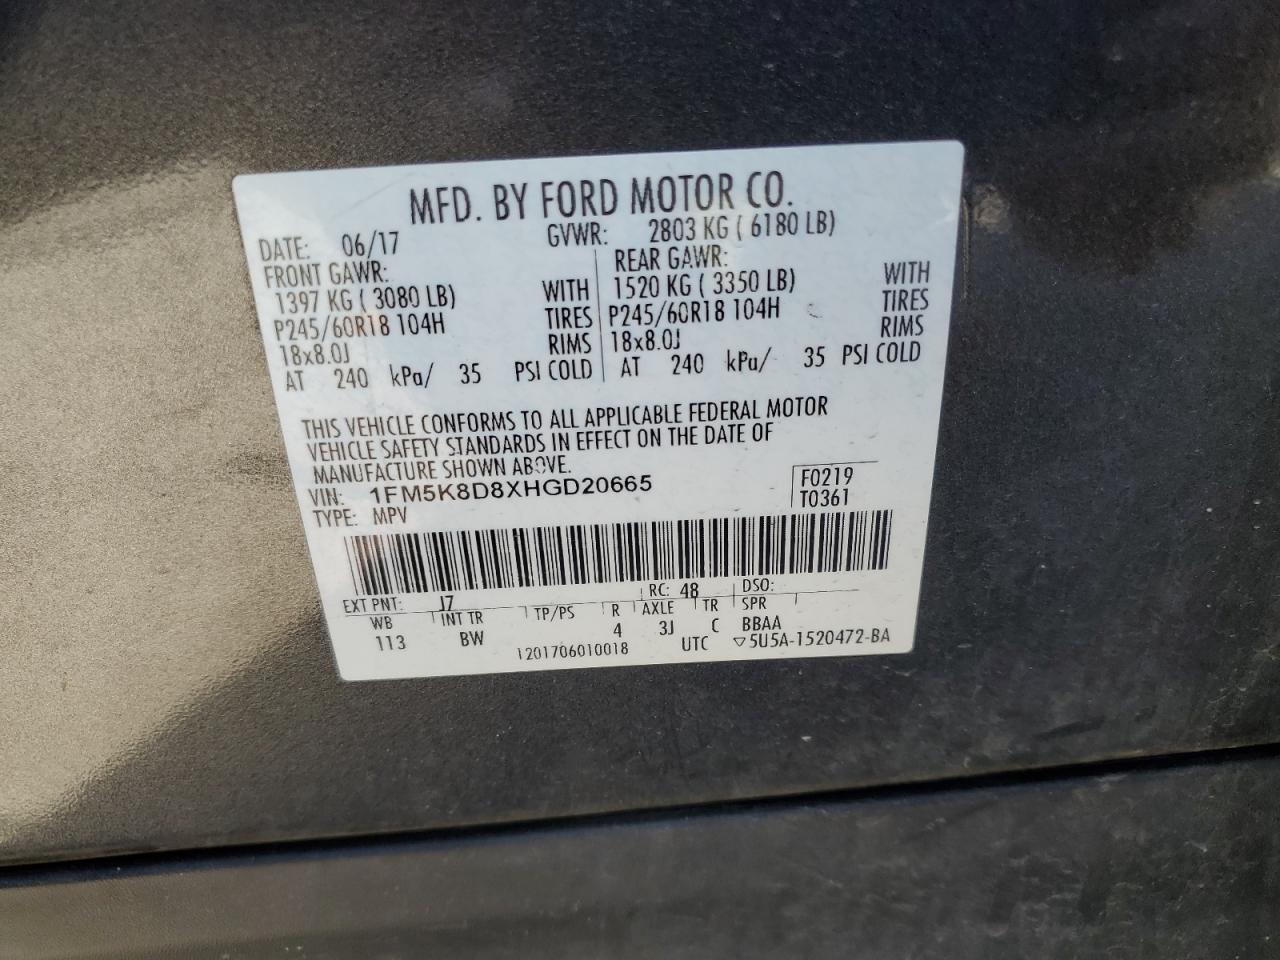 MFD. BY FORD MOTOR CO.
DATE: 06/17 GVWR: 2803 KG ( 6180 LB)
FRONT GAWR: REAR GAWR:
1397 KG ( 3080 LB) WITH 1520 KG ( 3350 LB) WITH
P245/60R18 104H TIRES P245/60R18 104H TIRES
18x8.0J RIMS 18x8.0J RIMS
AT 240 kPa/ 35 PSI COLD AT 240 kPa/ 35 PSI COLD
THIS VEHICLE CONFORMS TO ALL APPLICABLE FEDERAL MOTOR
VEHICLE SAFETY STANDARDS IN EFFECT ON THE DATE OF
MANUFACTURE SHOWN ABOVE.
VIN: 1FM5K8D8XHGD20665 F0219
TYPE: MPV T0361
EXT PNT: J7 RC: 48 DSO:
WB INT TR TP/PS R AXLE TR SPR
113 BW 4 3J C BBAA
1201706010018 UTC ▽5U5A-1520472-BA